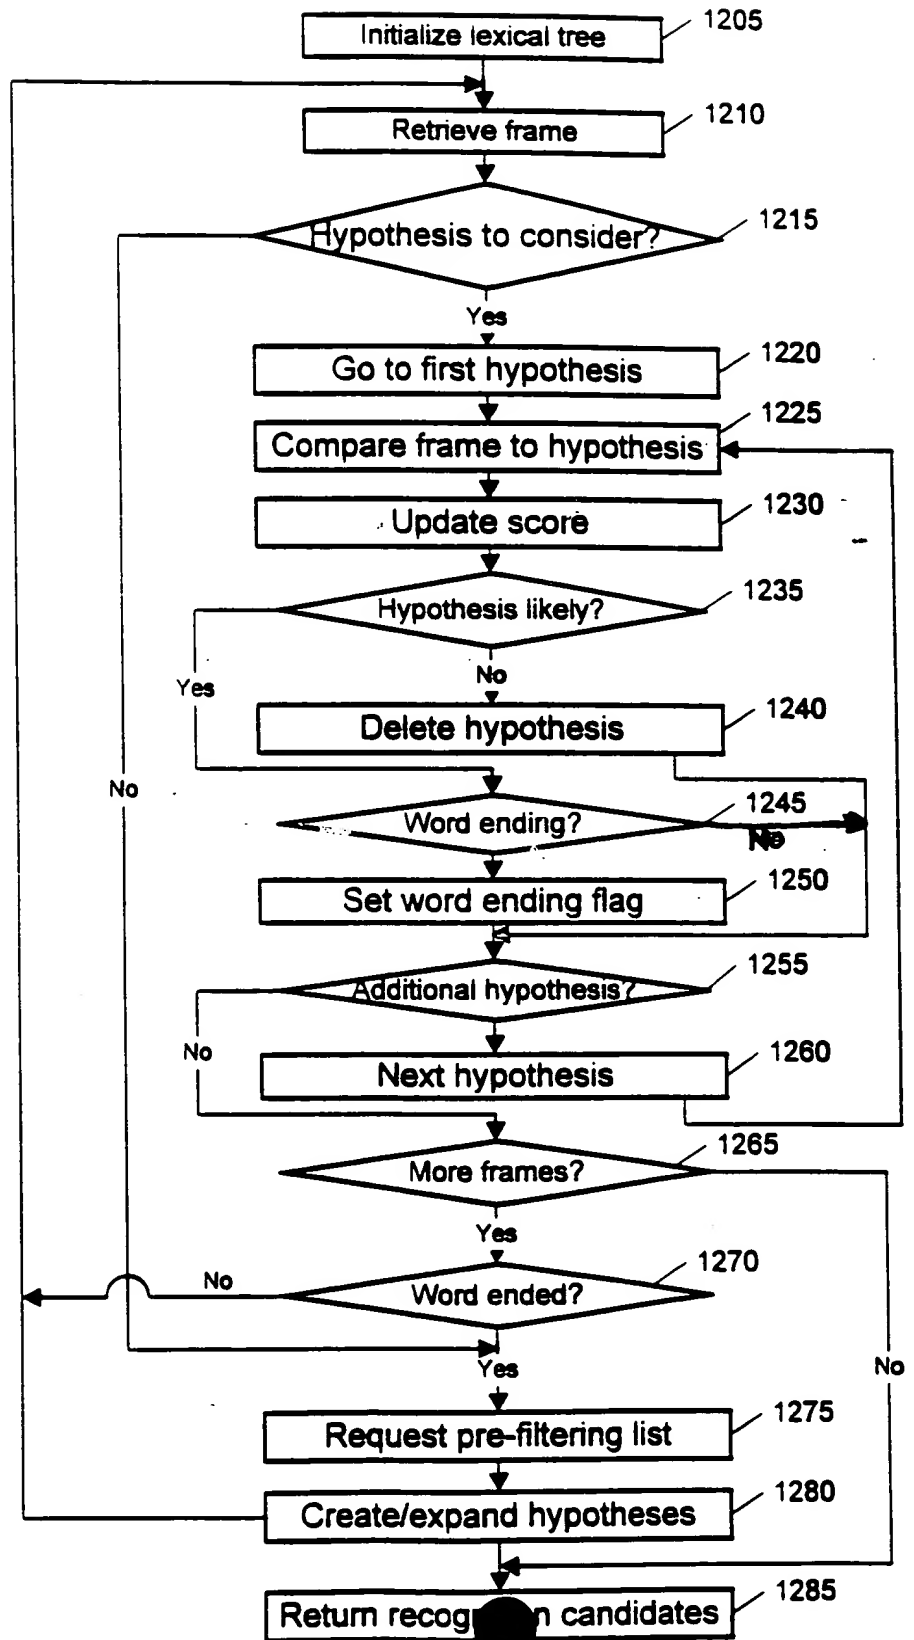 Initialize lexical tree
1205
Retrieve frame
1210
Hypothesis to consider?
1215
Yes
Go to first hypothesis
1220
Compare frame to hypothesis
1225
Update score
1230
Hypothesis likely?
1235
Yes
No
Delete hypothesis
1240
No
Word ending?
1245
No
Set word ending flag
1250
Additional hypothesis?
1255
No
Next hypothesis
1260
More frames?
1265
Yes
No
Word ended?
1270
No
Yes
Request pre-filtering list
1275
Create/expand hypotheses
1280
Return candidates
1285